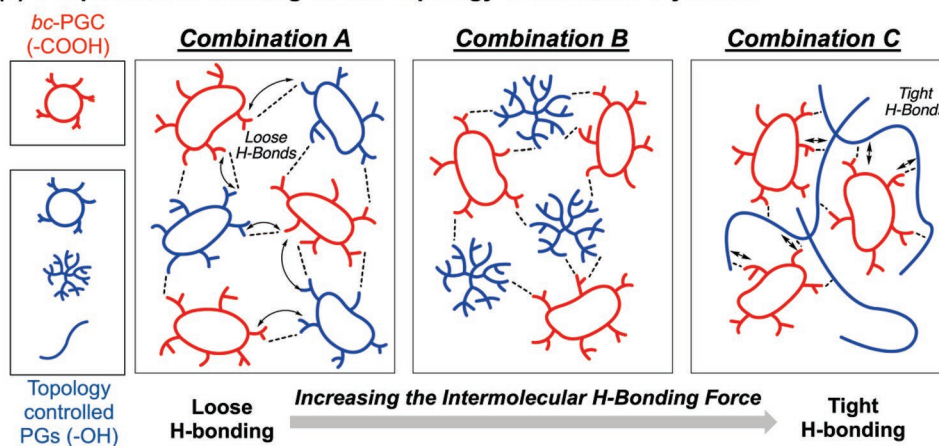 bc-PGC
(-COOH)
Combination A
Combination B
Combination C
Loose
H-Bonds
Tight
H-Bonds
Topology
controlled
PGs (-OH)
Loose
H-bonding
Increasing the Intermolecular H-Bonding Force
Tight
H-bonding